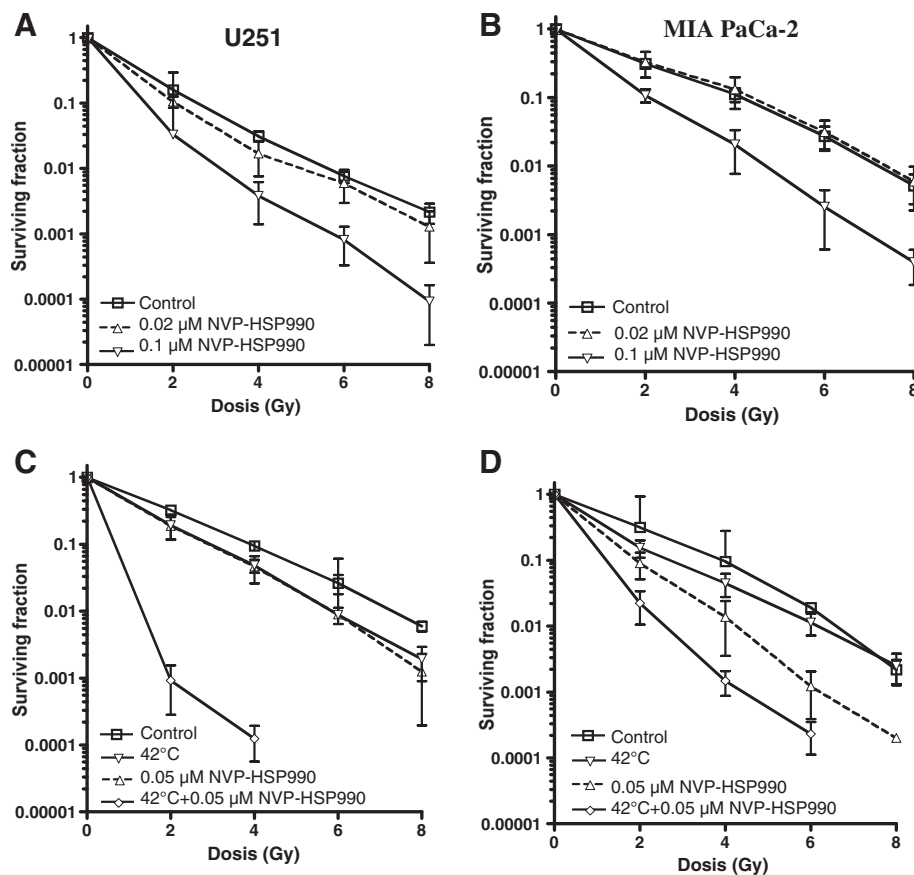 A
U251
Surviving fraction
1
0.1
0.01
0.001
0.0001
0.00001
Control
0.02 µM NVP-HSP990
0.1 µM NVP-HSP990
0 2 4 6 8
Dosis (Gy)
B
MIA PaCa-2
Surviving fraction
1
0.1
0.01
0.001
0.0001
0.00001
Control
0.02 µM NVP-HSP990
0.1 µM NVP-HSP990
0 2 4 6 8
Dosis (Gy)
C
Surviving fraction
1
0.1
0.01
0.001
0.0001
0.00001
Control
42°C
0.05 µM NVP-HSP990
42°C+0.05 µM NVP-HSP990
0 2 4 6 8
Dosis (Gy)
D
Surviving fraction
1
0.1
0.01
0.001
0.0001
0.00001
Control
42°C
0.05 µM NVP-HSP990
42°C+0.05 µM NVP-HSP990
0 2 4 6 8
Dosis (Gy)